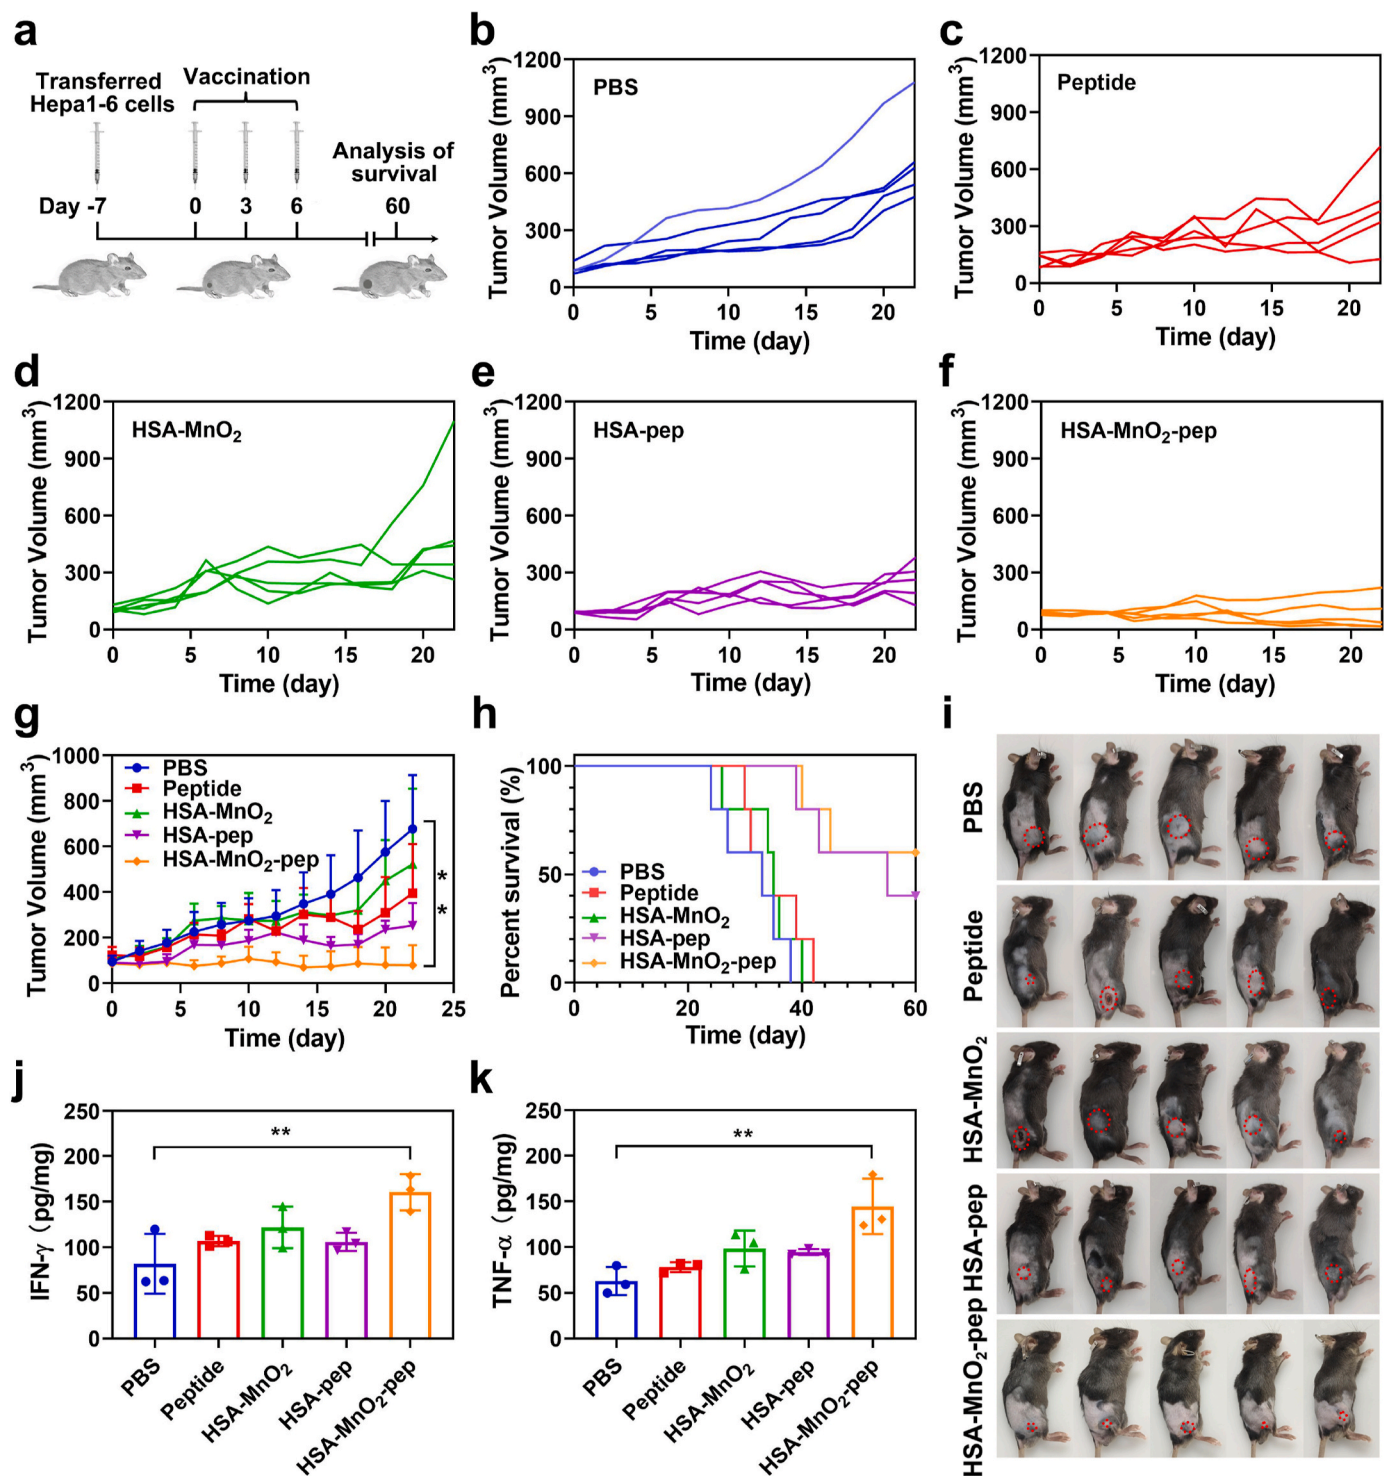 a
Transferred
Hepa1-6 cells
Vaccination
Analysis of
survival
Day -7
0
3
6
60
b
Tumor Volume (mm³)
1200
900
600
300
0
PBS
0
5
10
15
20
Time (day)
c
Tumor Volume (mm³)
1200
900
600
300
0
Peptide
0
5
10
15
20
Time (day)
d
Tumor Volume (mm³)
1200
900
600
300
0
HSA-MnO₂
0
5
10
15
20
Time (day)
e
Tumor Volume (mm³)
1200
900
600
300
0
HSA-pep
0
5
10
15
20
Time (day)
f
Tumor Volume (mm³)
1200
900
600
300
0
HSA-MnO₂-pep
0
5
10
15
20
Time (day)
g
Tumor Volume (mm³)
1000
800
600
400
200
0
PBS
Peptide
HSA-MnO₂
HSA-pep
HSA-MnO₂-pep
**
0
5
10
15
20
25
Time (day)
h
Percent survival (%)
100
50
0
PBS
Peptide
HSA-MnO₂
HSA-pep
HSA-MnO₂-pep
0
20
40
60
Time (day)
i
PBS
Peptide
HSA-MnO₂
HSA-pep
HSA-MnO₂-pep
j
IFN-γ (pg/mg)
250
200
150
100
50
0
**
PBS
Peptide
HSA-MnO₂
HSA-pep
HSA-MnO₂-pep
k
TNF-α (pg/mg)
250
200
150
100
50
0
**
PBS
Peptide
HSA-MnO₂
HSA-pep
HSA-MnO₂-pep